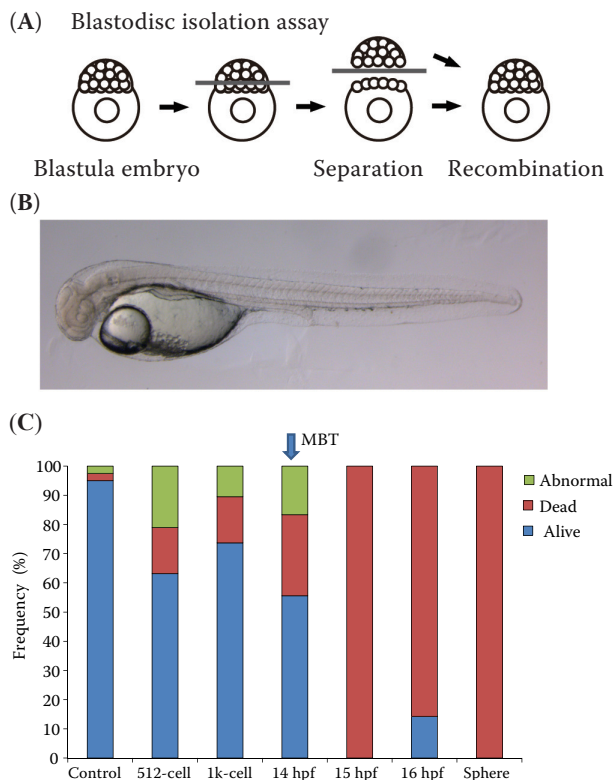 (A) Blastodisc isolation assay
Blastula embryo Separation Recombination
(B)
(C)
MBT
100
90
80
70
60
50
40
30
20
10
0
Frequency (%)
Abnormal
Dead
Alive
Control 512-cell 1k-cell 14 hpf 15 hpf 16 hpf Sphere